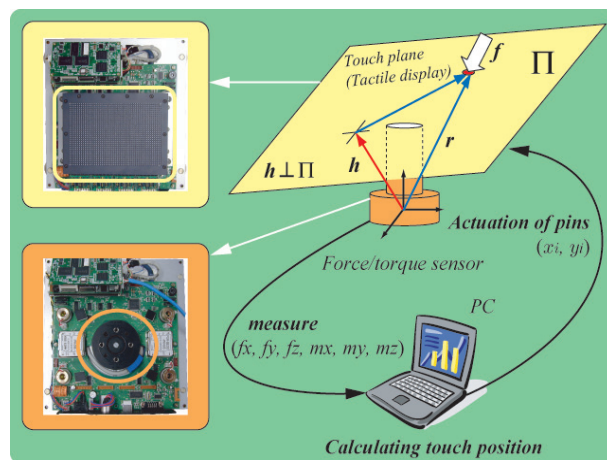 Touch plane
(Tactile display)
f
Π
r
h
h ⊥ Π
Actuation of pins
(xi, yi)
Force/torque sensor
measure
(fx, fy, fz, mx, my, mz)
PC
Calculating touch position